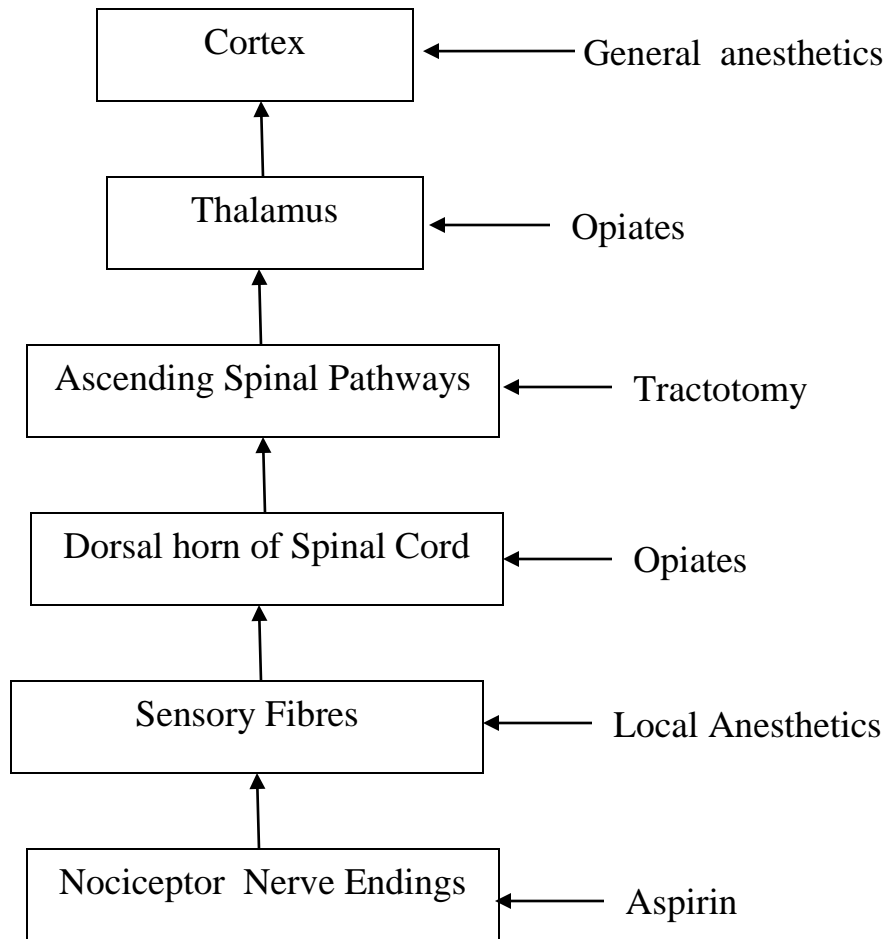 Cortex
General anesthetics
Thalamus
Opiates
Ascending Spinal Pathways
Tractotomy
Dorsal horn of Spinal Cord
Opiates
Sensory Fibres
Local Anesthetics
Nociceptor Nerve Endings
Aspirin